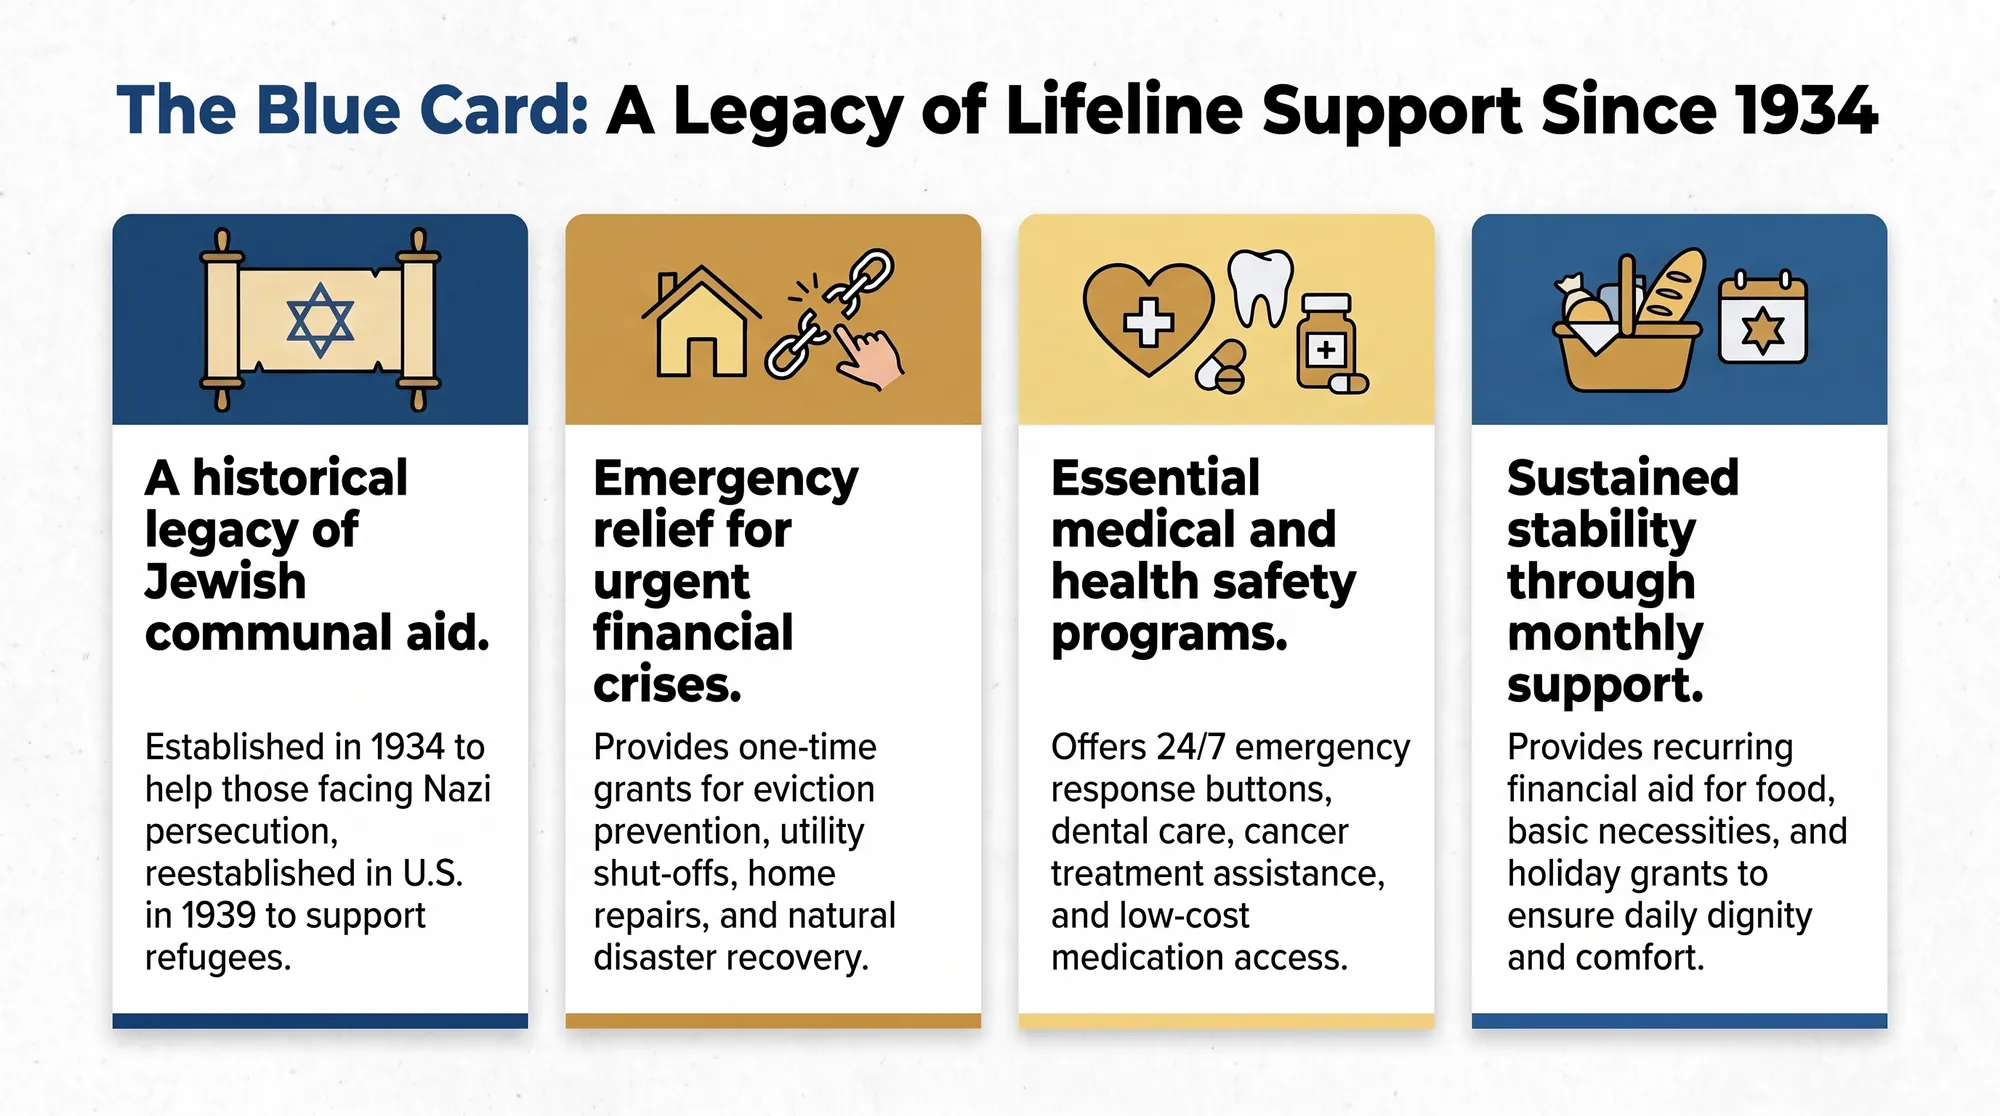 The Blue Card: A Legacy of Lifeline Support Since 1934
A historical
legacy of
Jewish
communal aid.
Established in 1934 to
help those facing Nazi
persecution,
reestablished in U.S.
in 1939 to support
refugees.
Emergency
relief for
urgent
financial
crises.
Provides one-time
grants for eviction
prevention, utility
shut-offs, home
repairs, and natural
disaster recovery.
Essential
medical and
health safety
programs.
Offers 24/7 emergency
response buttons,
dental care, cancer
treatment assistance,
and low-cost
medication access.
Sustained
stability
through
monthly
support.
Provides recurring
financial aid for food,
basic necessities, and
holiday grants to
ensure daily dignity
and comfort.